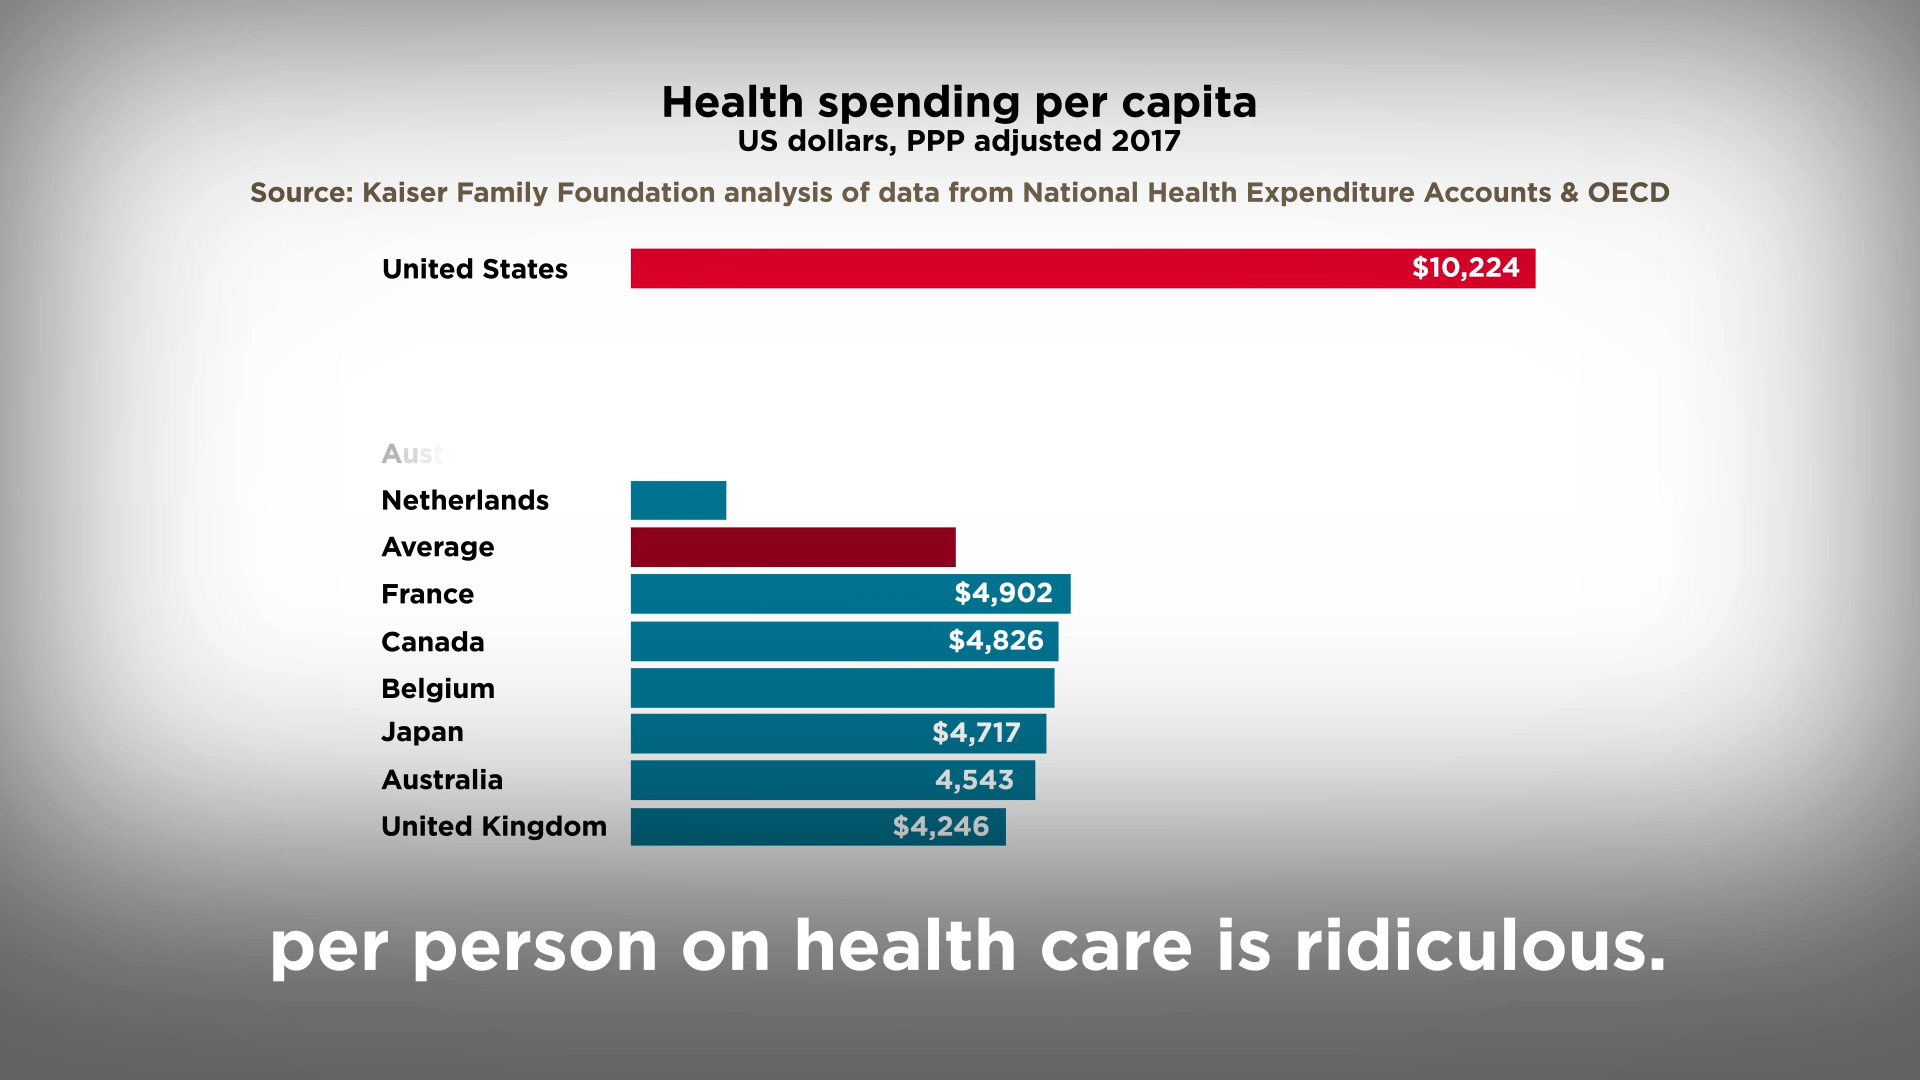 Health spending per capita
US dollars, PPP adjusted 2017
Source: Kaiser Family Foundation analysis of data from National Health Expenditure Accounts & OECD
United States $10,224
Netherlands
Average
France $4,902
Canada $4,826
Belgium
Japan $4,717
Australia 4,543
United Kingdom $4,246
per person on health care is ridiculous.